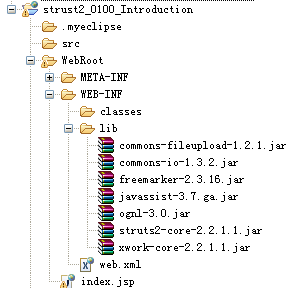 strust2_0100_Introduction
.myeclipse
src
WebRoot
META-INF
WEB-INF
classes
lib
commons-fileupload-1.2.1.jar
commons-io-1.3.2.jar
freemarker-2.3.16.jar
javassist-3.7.ga.jar
ognl-3.0.jar
struts2-core-2.2.1.1.jar
xwork-core-2.2.1.1.jar
web.xml
index.jsp